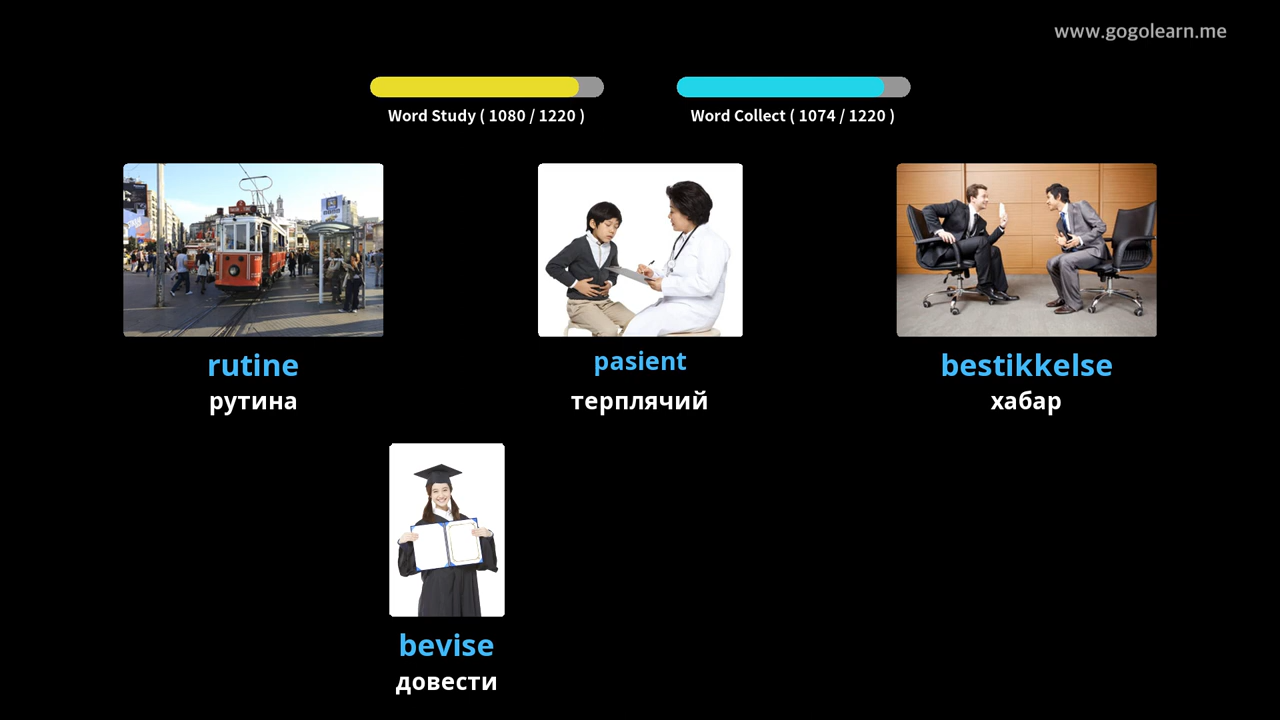 www.gogolearn.me
Word Study ( 1080 / 1220 )
Word Collect ( 1074 / 1220 )
rutine
рутина
pasient
терплячий
bestikkelse
хабар
bevise
довести